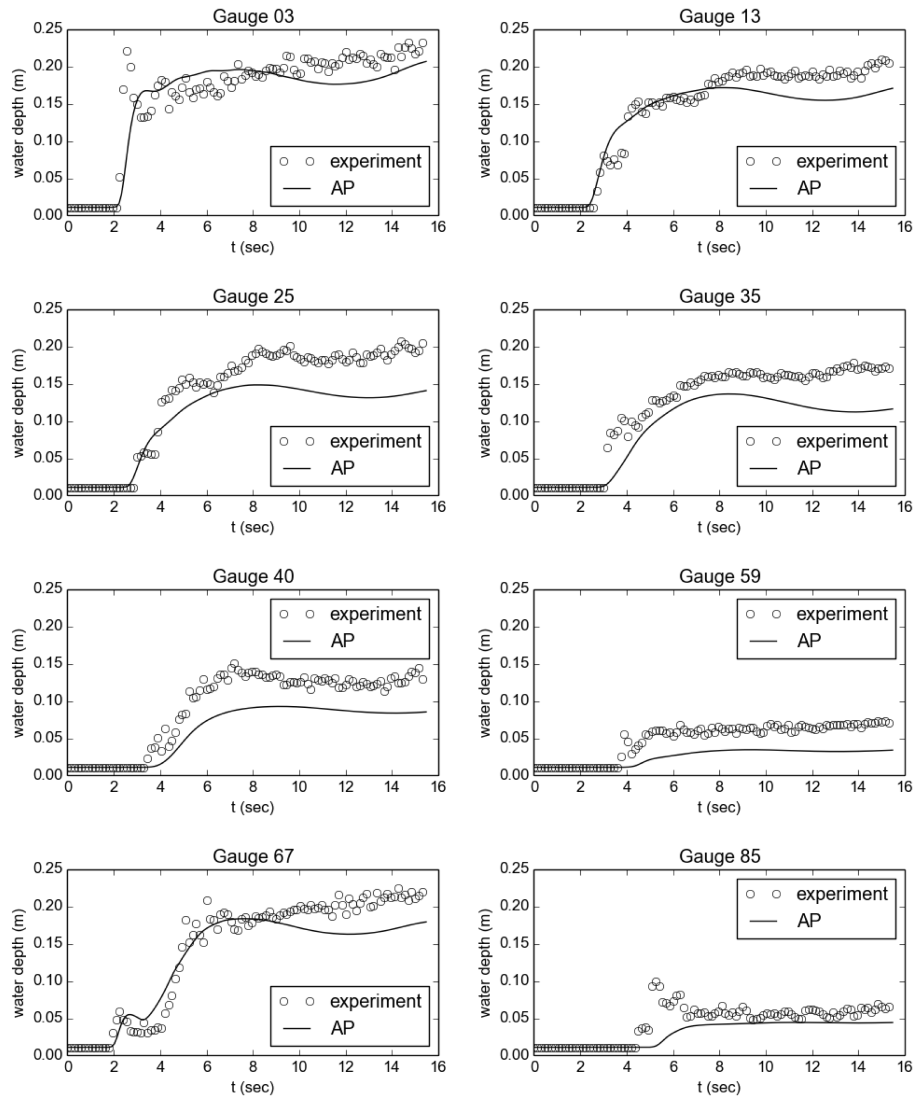 Gauge 03
0.25
0.20
0.15
0.10
0.05
0.00
water depth (m)
experiment
AP
0 2 4 6 8 10 12 14 16
t (sec)
Gauge 13
0.25
0.20
0.15
0.10
0.05
0.00
water depth (m)
experiment
AP
0 2 4 6 8 10 12 14 16
t (sec)
Gauge 25
0.25
0.20
0.15
0.10
0.05
0.00
water depth (m)
experiment
AP
0 2 4 6 8 10 12 14 16
t (sec)
Gauge 35
0.25
0.20
0.15
0.10
0.05
0.00
water depth (m)
experiment
AP
0 2 4 6 8 10 12 14 16
t (sec)
Gauge 40
0.25
0.20
0.15
0.10
0.05
0.00
water depth (m)
experiment
AP
0 2 4 6 8 10 12 14 16
t (sec)
Gauge 59
0.25
0.20
0.15
0.10
0.05
0.00
water depth (m)
experiment
AP
0 2 4 6 8 10 12 14 16
t (sec)
Gauge 67
0.25
0.20
0.15
0.10
0.05
0.00
water depth (m)
experiment
AP
0 2 4 6 8 10 12 14 16
t (sec)
Gauge 85
0.25
0.20
0.15
0.10
0.05
0.00
water depth (m)
experiment
AP
0 2 4 6 8 10 12 14 16
t (sec)